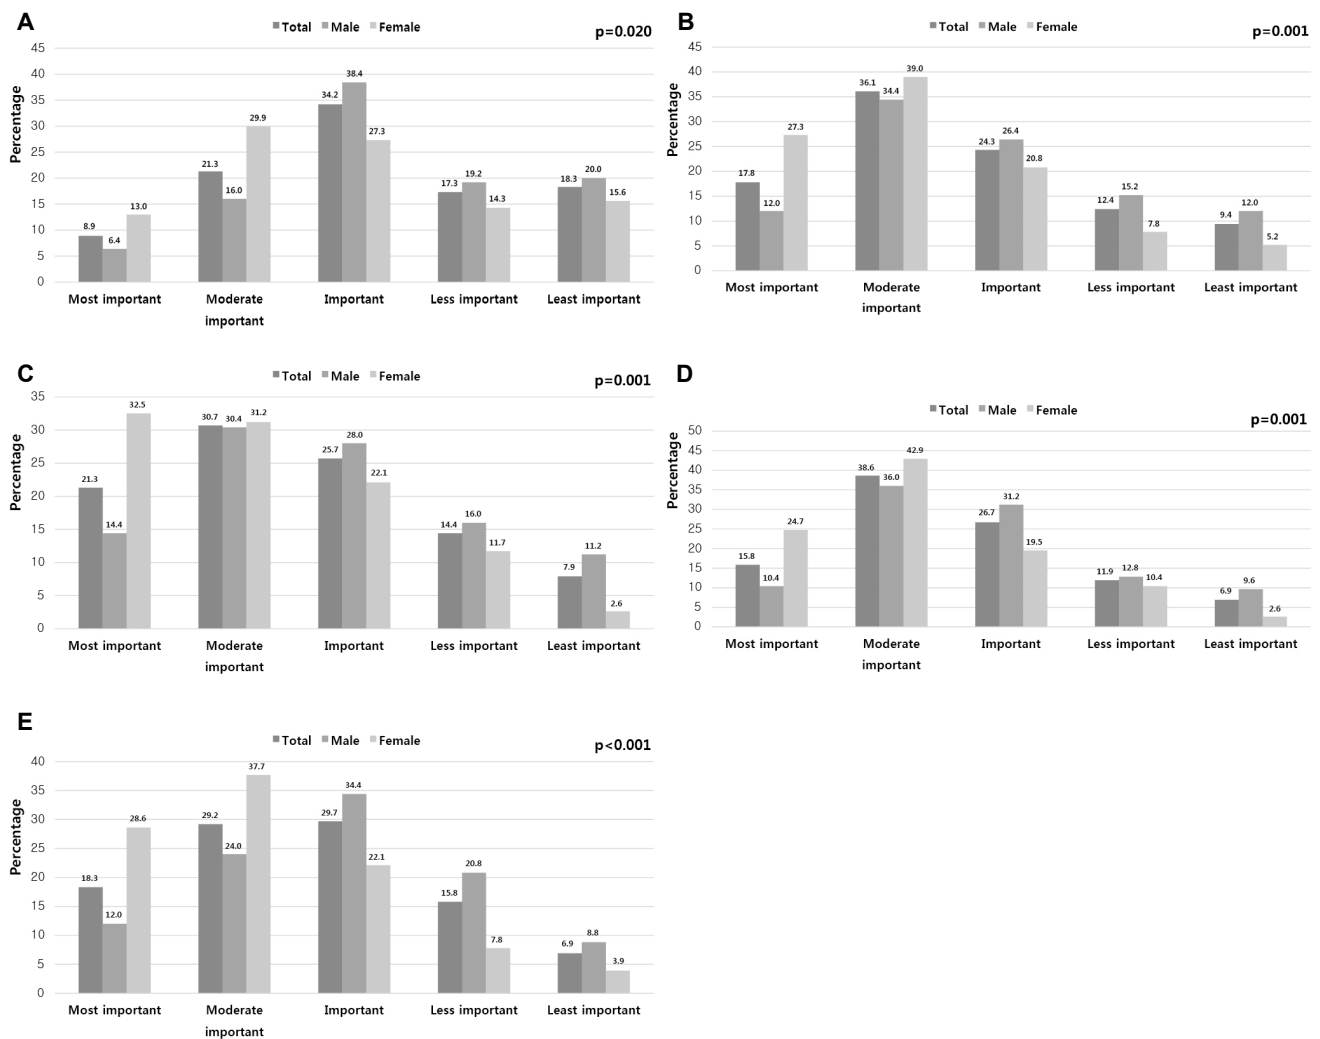 A
Total Male Female
p=0.020
Percentage
45
40
35
30
25
20
15
10
5
0
8.9 6.4 13.0
21.3 16.0 29.9
34.2 38.4 27.3
17.3 19.2 14.3
18.3 20.0 15.6
Most important Moderate Important Less important Least important
important
B
Total Male Female
p=0.001
Percentage
45
40
35
30
25
20
15
10
5
0
17.8 12.0 27.3
36.1 34.4 39.0
24.3 26.4 20.8
12.4 15.2 7.8
9.4 12.0 5.2
Most important Moderate Important Less important Least important
important
C
Total Male Female
p=0.001
Percentage
35
30
25
20
15
10
5
0
21.3 14.4 32.5
30.7 30.4 31.2
25.7 28.0 22.1
14.4 16.0 11.7
7.9 11.2 2.6
Most important Moderate Important Less important Least important
important
D
Total Male Female
p=0.001
Percentage
50
45
40
35
30
25
20
15
10
5
0
15.8 10.4 24.7
38.6 36.0 42.9
26.7 31.2 19.5
11.9 12.8 10.4
6.9 9.6 2.6
Most important Moderate Important Less important Least important
important
E
Total Male Female
p<0.001
Percentage
40
35
30
25
20
15
10
5
0
18.3 12.0 28.6
29.2 24.0 37.7
29.7 34.4 22.1
15.8 20.8 7.8
6.9 8.8 3.9
Most important Moderate Important Less important Least important
important